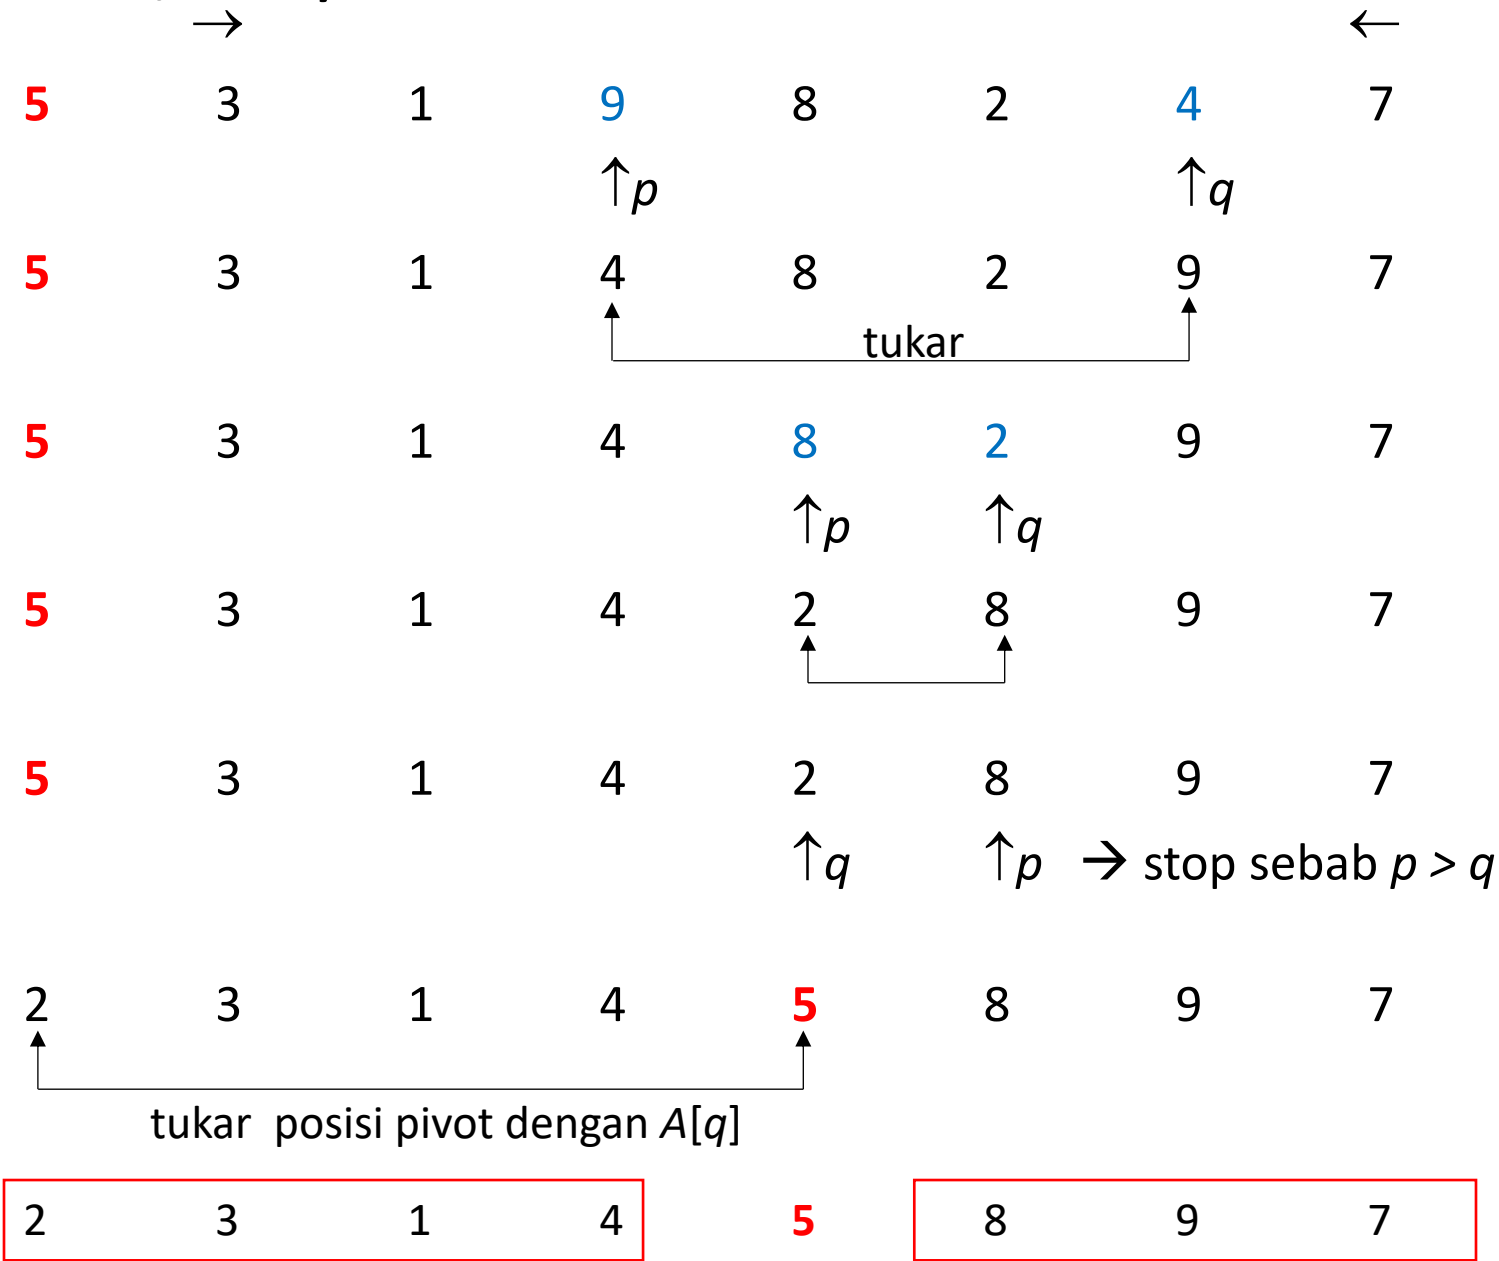 → ←
5 3 1 9 8 2 4 7
↑p ↑q
5 3 1 4 8 2 9 7
tukar
5 3 1 4 8 2 9 7
↑p ↑q
5 3 1 4 2 8 9 7
5 3 1 4 2 8 9 7
↑q ↑p → stop sebab p > q
2 3 1 4 5 8 9 7
tukar posisi pivot dengan A[q]
2 3 1 4 5 8 9 7